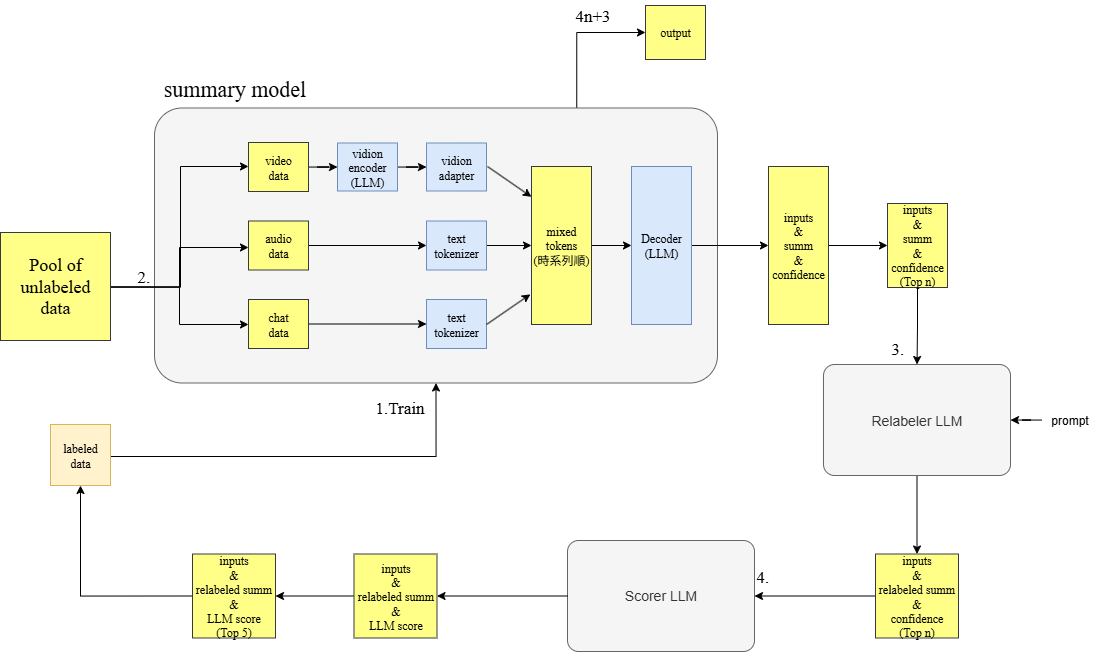 4n+3
output
summary model
video
data
vidion
encoder
(LLM)
vidion
adapter
audio
data
text
tokenizer
chat
data
text
tokenizer
mixed
tokens
(時系列順)
Decoder
(LLM)
inputs
&
summ
&
confidence
inputs
&
summ
&
confidence
(Top n)
Pool of
unlabeled
data
2.
3.
1.Train
Relabeler LLM
prompt
labeled
data
inputs
&
relabeled summ
&
LLM score
(Top 5)
inputs
&
relabeled summ
&
LLM score
Scorer LLM
4.
inputs
&
relabeled summ
&
confidence
(Top n)